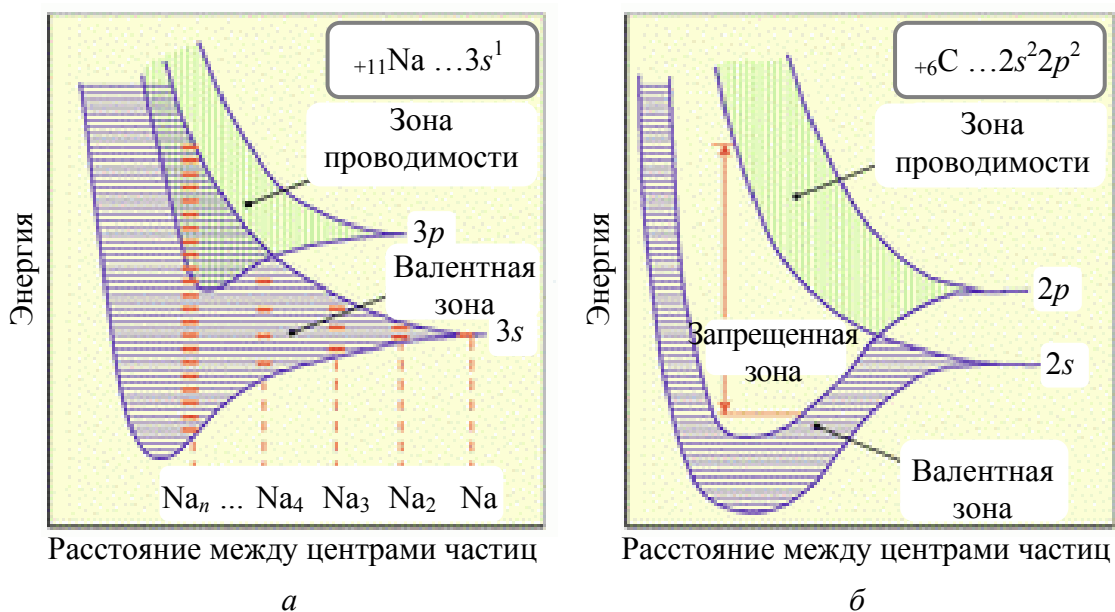 ₊₁₁Na …3s¹
Зона
проводимости
3p
Валентная
зона
3s
Naₙ … Na₄ Na₃ Na₂ Na
Энергия
Расстояние между центрами частиц
а
₊₆C …2s²2p²
Зона
проводимости
2p
Запрещенная
зона
2s
Валентная
зона
Энергия
Расстояние между центрами частиц
б